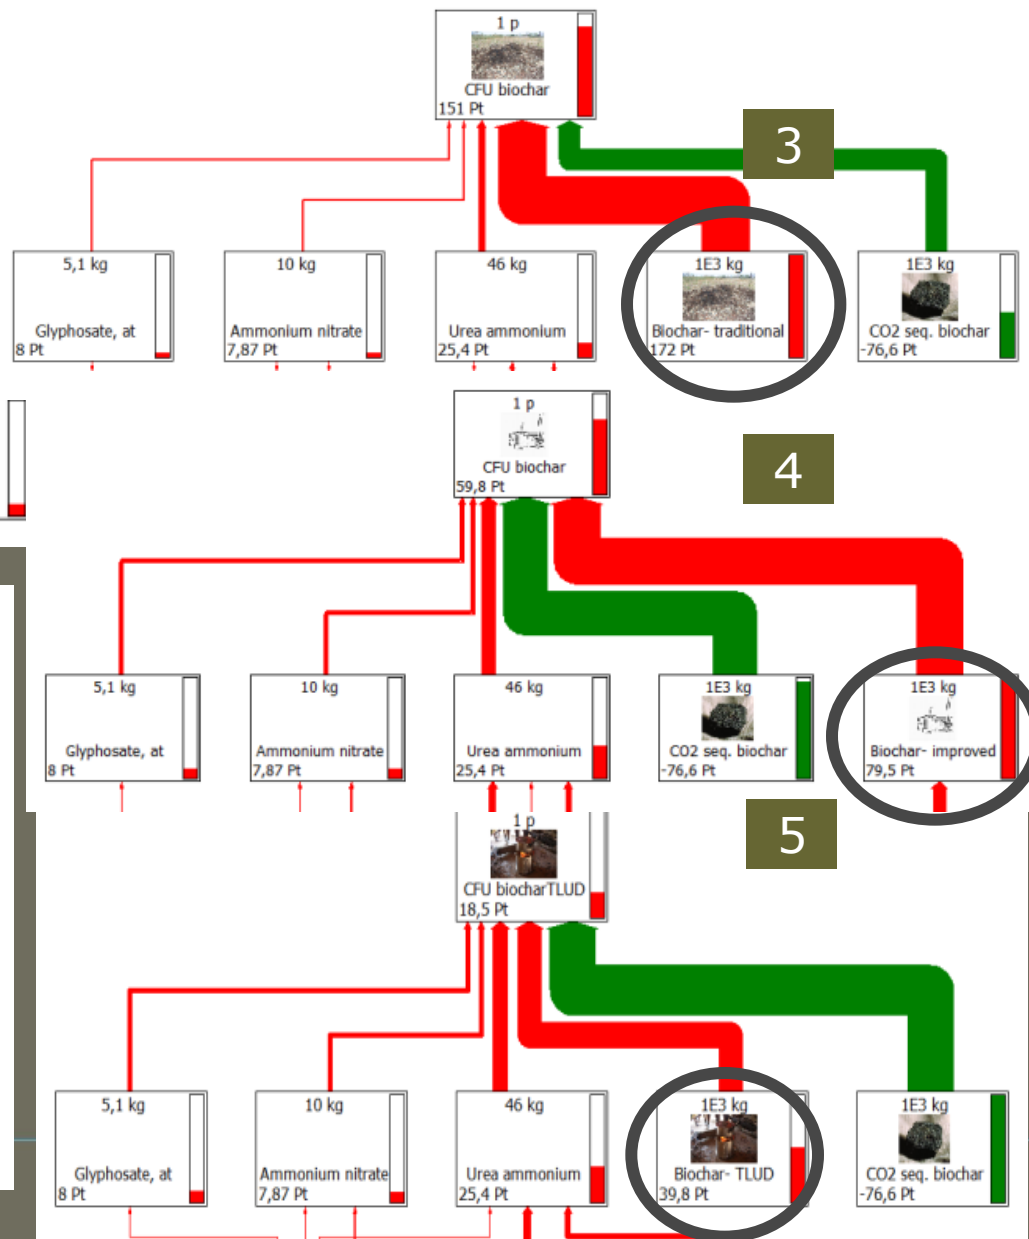 1 p
CFU biochar
151 Pt
3
5,1 kg
Glyphosate, at
8 Pt
10 kg
Ammonium nitrate
7,87 Pt
46 kg
Urea ammonium
25,4 Pt
1E3 kg
Biochar- traditional
172 Pt
1E3 kg
CO2 seq. biochar
-76,6 Pt
1 p
CFU biochar
59,8 Pt
4
5,1 kg
Glyphosate, at
8 Pt
10 kg
Ammonium nitrate
7,87 Pt
46 kg
Urea ammonium
25,4 Pt
1E3 kg
CO2 seq. biochar
-76,6 Pt
1E3 kg
Biochar- improved
79,5 Pt
1 p
CFU biocharTLUD
18,5 Pt
5
5,1 kg
Glyphosate, at
8 Pt
10 kg
Ammonium nitrate
7,87 Pt
46 kg
Urea ammonium
25,4 Pt
1E3 kg
Biochar- TLUD
39,8 Pt
1E3 kg
CO2 seq. biochar
-76,6 Pt